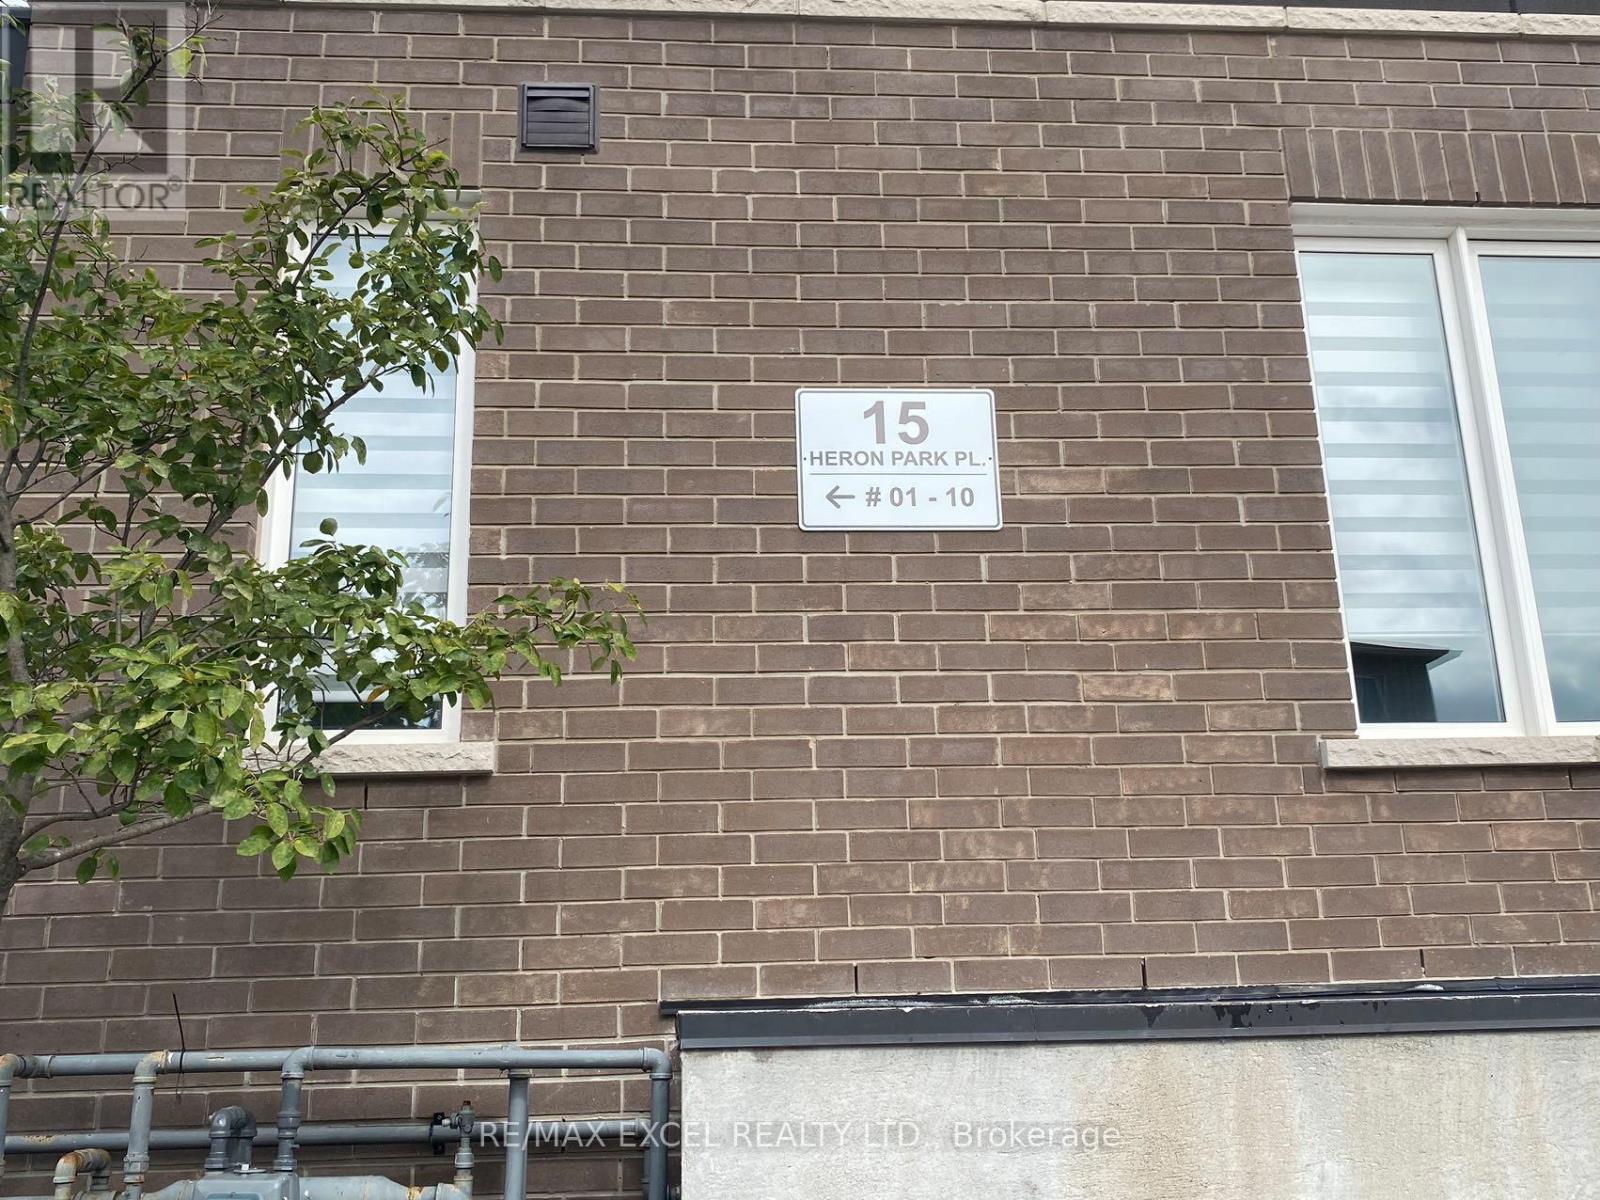 REALTOR®
15
HERON PARK PL.
← # 01 - 10
RE/MAX EXCEL REALTY LTD., Brokerage